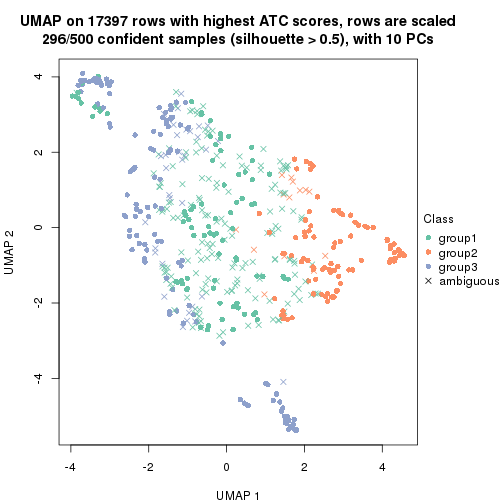 UMAP on 17397 rows with highest ATC scores, rows are scaled
296/500 confident samples (silhouette > 0.5), with 10 PCs
4
2
0
-2
-4
UMAP 2
-4
-2
0
2
4
UMAP 1
Class
group1
group2
group3
ambiguous